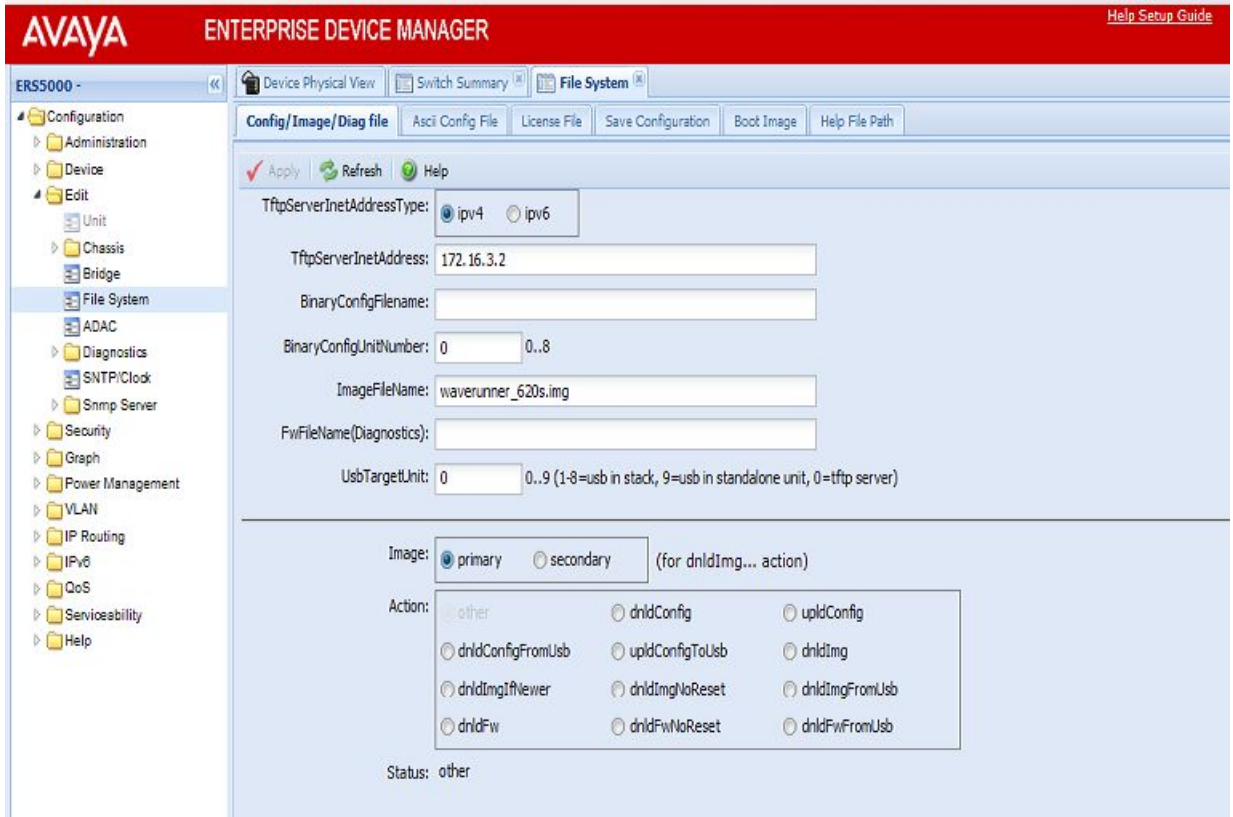 Help Setup Guide
AVAYA ENTERPRISE DEVICE MANAGER
ERS5000 -
Configuration
Administration
Device
Edit
Unit
Chassis
Bridge
File System
ADAC
Diagnostics
SNTP/Clock
Snmp Server
Security
Graph
Power Management
VLAN
IP Routing
IPv6
QoS
Serviceability
Help
Device Physical View Switch Summary File System
Config/Image/Diag file Ascii Config File License File Save Configuration Boot Image Help File Path
Apply Refresh Help
TftpServerInetAddressType: ipv4 ipv6
TftpServerInetAddress: 172.16.3.2
BinaryConfigFilename:
BinaryConfigUnitNumber: 0 0..8
ImageFileName: waverunner_620s.img
FwFileName(Diagnostics):
UsbTargetUnit: 0 0..9 (1-8=usb in stack, 9=usb in standalone unit, 0=tftp server)
Image: primary secondary (for dnldImg... action)
Action: other dnldConfig upldConfig
dnldConfigFromUsb upldConfigToUsb dnldImg
dnldImgIfNewer dnldImgNoReset dnldImgFromUsb
dnldFw dnldFwNoReset dnldFwFromUsb
Status: other